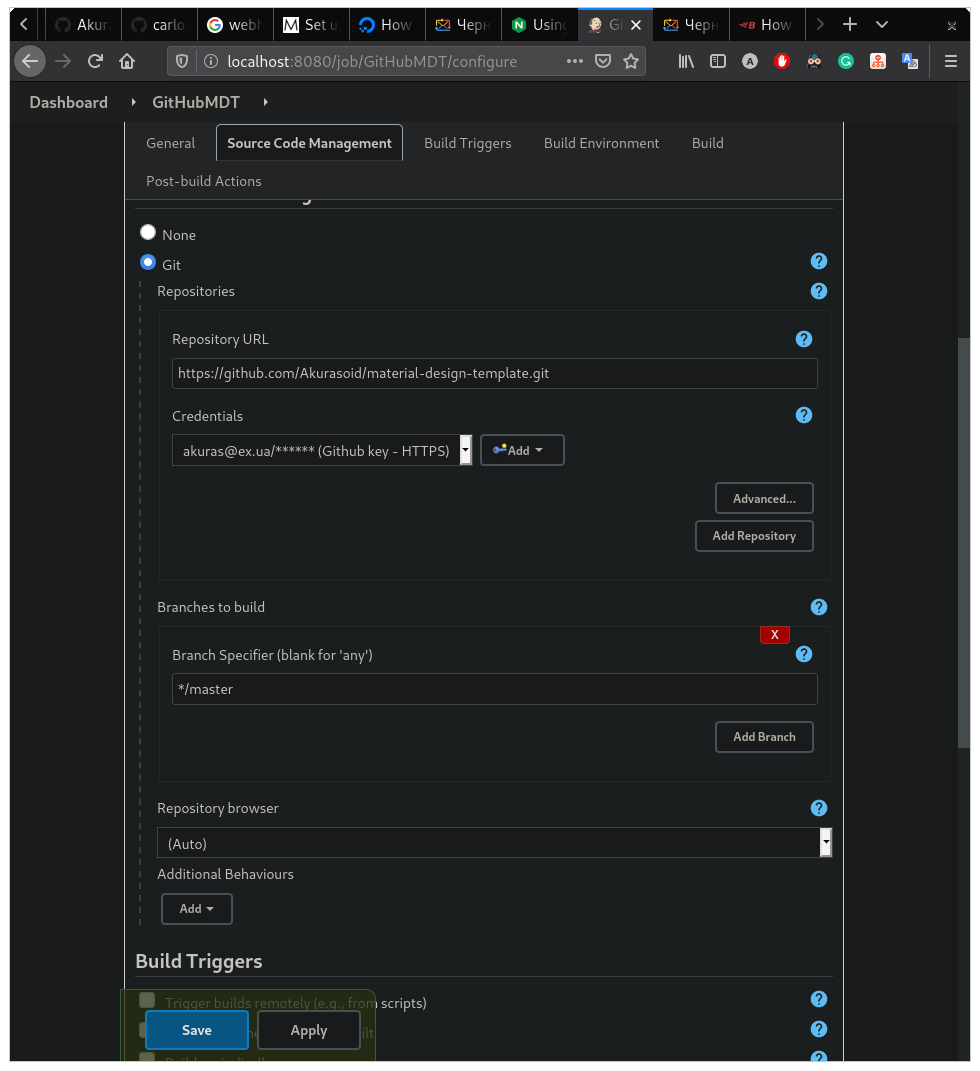 Akura
carlo
webh
Set u
How
Черн
Using
Gi
Черн
How
localhost:8080/job/GitHubMDT/configure
Dashboard
GitHubMDT
General
Source Code Management
Build Triggers
Build Environment
Build
Post-build Actions
None
Git
Repositories
Repository URL
https://github.com/Akurasoid/material-design-template.git
Credentials
akuras@ex.ua/****** (Github key - HTTPS)
Add
Advanced...
Add Repository
Branches to build
X
Branch Specifier (blank for 'any')
*/master
Add Branch
Repository browser
(Auto)
Additional Behaviours
Add
Build Triggers
Trigger builds remotely (e.g., from scripts)
Save
Apply